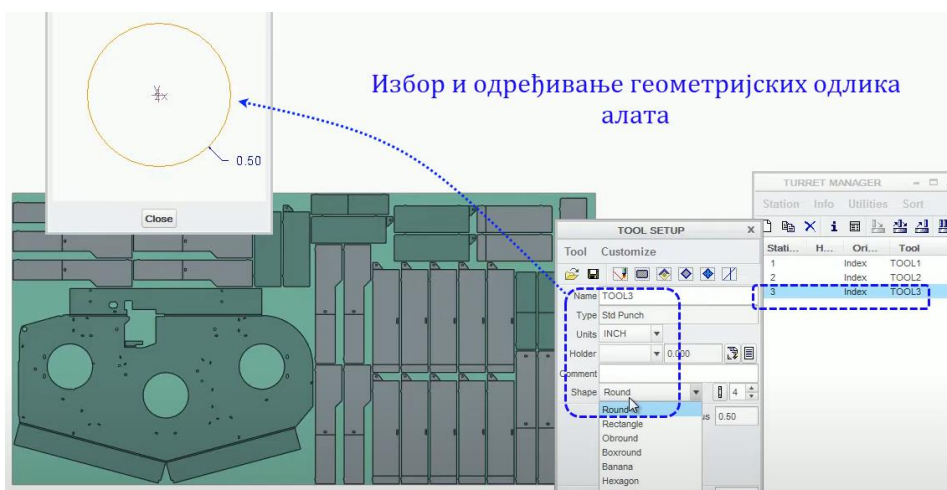 Избор и одређивање геометријских одлика
алата
0.50
Close
TURRET MANAGER
Station Info Utilities Sort
Stati... H... Ori... Tool
1 Index TOOL1
2 Index TOOL2
3 Index TOOL3
TOOL SETUP X
Tool Customize
Name TOOL3
Type Std Punch
Units INCH
Holder 0.000
Comment
Shape Round 4
Round
0.50
Rectangle
Obround
Boxround
Banana
Hexagon